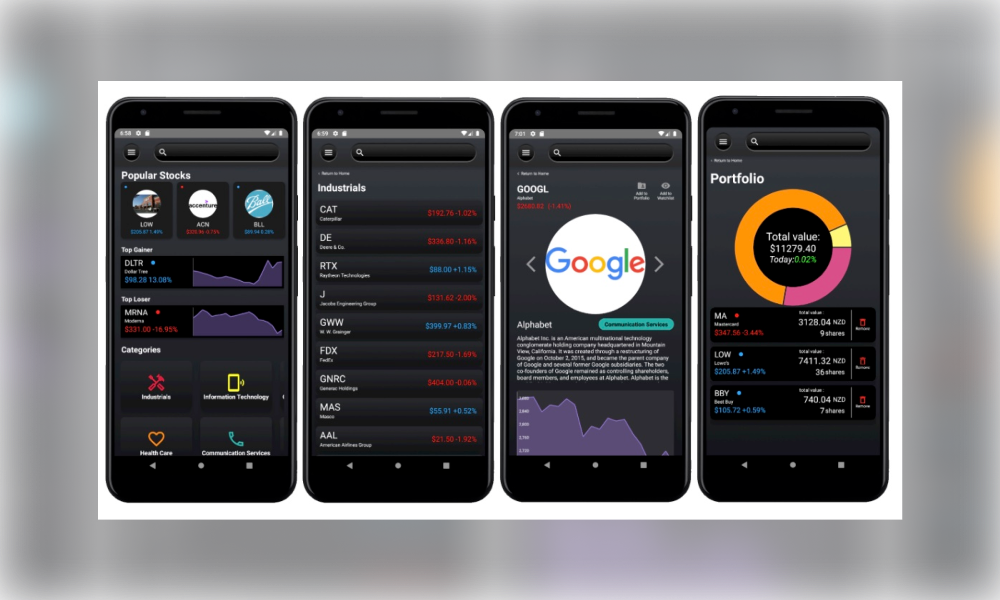 6:58
Popular Stocks
accenture
Ball
LOW
$205.87 1.49%
ACN
BLL
$89.94 0.28%
Top Gainer
DLTR
Dollar Tree
$98.28 13.08%
Top Loser
MRNA
Moderna
$331.00 -16.95%
Categories
Industrials
Information Technology
C
Health Care
Communication Services
6:59
‹ Return to Home
Industrials
CAT
Caterpillar
$192.76 -1.02%
DE
Deere & Co.
$336.80 -1.16%
RTX
Raytheon Technologies
$88.00 +1.15%
J
Jacobs Engineering Group
$131.62 -2.00%
GWW
W. W. Grainger
$399.97 +0.83%
FDX
FedEx
$217.50 -1.69%
GNRC
Generac Holdings
$404.00 -0.06%
MAS
Masco
$55.91 +0.52%
AAL
American Airlines Group
$21.50 -1.92%
7:01
‹ Return to Home
GOOGL
Alphabet
(-1.41%)
Add to
Portfolio
Add to
Watchlist
Google
Alphabet
Communication Services
Alphabet Inc. is an American multinational technology
conglomerate holding company headquartered in Mountain
View, California. It was created through a restructuring of
Google on October 2, 2015, and became the parent company
of Google and several former Google subsidiaries. The two
co-founders of Google remained as controlling shareholders,
board members, and employees at Alphabet. Alphabet is the
2,840
2,800
2,760
2,720
‹ Return to Home
Portfolio
Total value:
$11279.40
Today:0.02%
MA
Mastercard
$347.56 -3.44%
total value :
3128.04 NZD
9 shares
Remove
LOW
Lowe's
$205.87 +1.49%
total value :
7411.32 NZD
36 shares
Remove
BBY
Best Buy
$105.72 +0.59%
total value :
740.04 NZD
7 shares
Remove